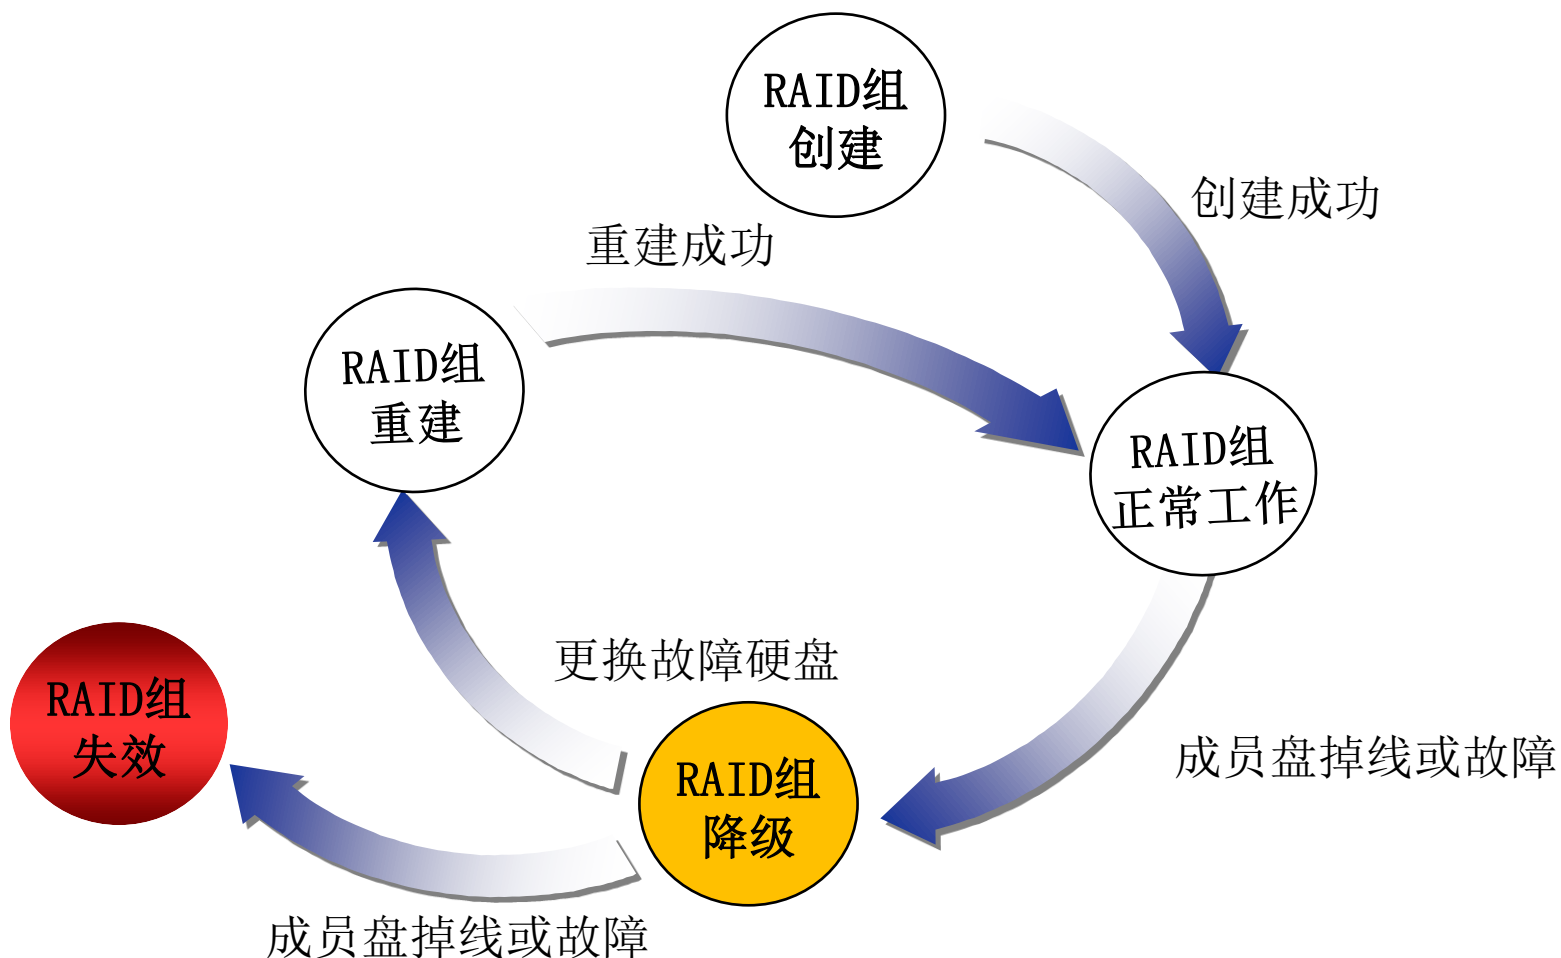 RAID组
创建
创建成功
重建成功
RAID组
重建
RAID组
正常工作
更换故障硬盘
RAID组
失效
RAID组
降级
成员盘掉线或故障
成员盘掉线或故障